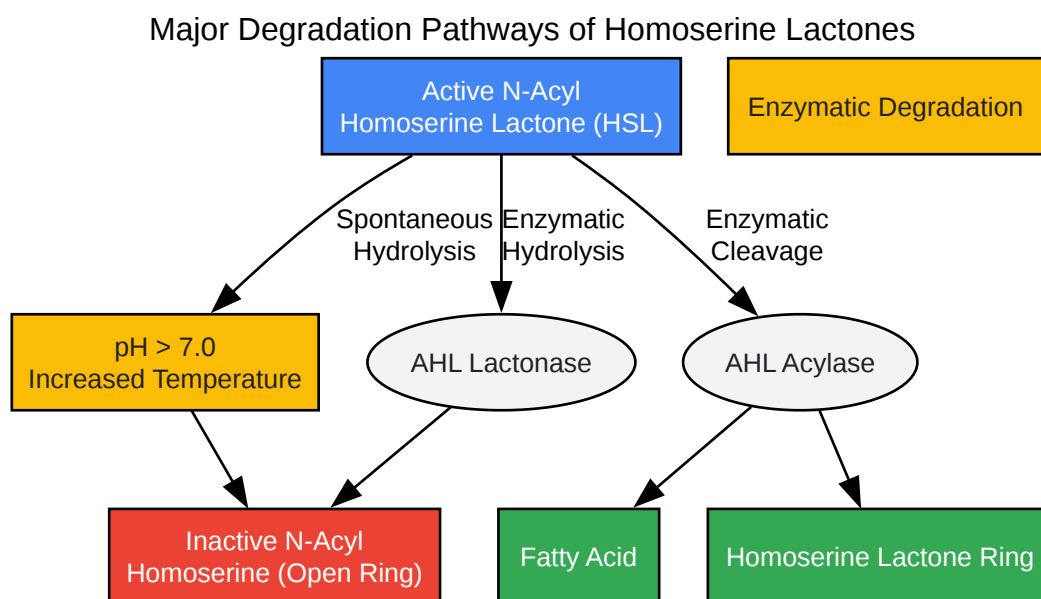 Major Degradation Pathways of Homoserine Lactones
Active N-Acyl
Homoserine Lactone (HSL)
Enzymatic Degradation
Spontaneous
Hydrolysis
Enzymatic
Hydrolysis
Enzymatic
Cleavage
pH > 7.0
Increased Temperature
AHL Lactonase
AHL Acylase
Inactive N-Acyl
Homoserine (Open Ring)
Fatty Acid
Homoserine Lactone Ring